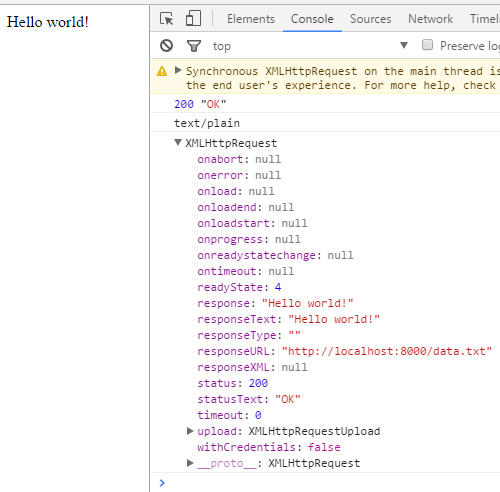 Hello world!
Elements Console Sources Network Timeli
top Preserve log
Synchronous XMLHttpRequest on the main thread is
the end user's experience. For more help, check
200 "OK"
text/plain
XMLHttpRequest
onabort: null
onerror: null
onload: null
onloadend: null
onloadstart: null
onprogress: null
onreadystatechange: null
ontimeout: null
readyState: 4
response: "Hello world!"
responseText: "Hello world!"
responseType: ""
responseURL: "http://localhost:8000/data.txt"
responseXML: null
status: 200
statusText: "OK"
timeout: 0
upload: XMLHttpRequestUpload
withCredentials: false
__proto__: XMLHttpRequest